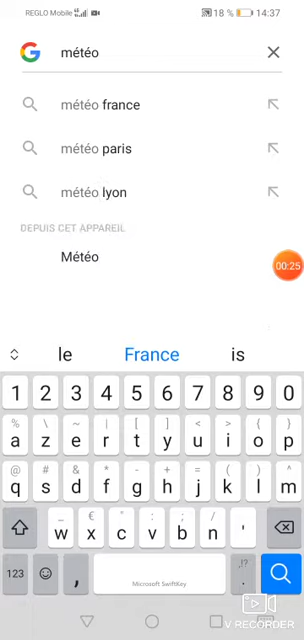 REGLO Mobile 18 % 14:37
météo
météo france
météo paris
météo lyon
DEPUIS CET APPAREIL
Météo
00:25
le France is
1 2 3 4 5 6 7 8 9 0
% \ ~ | [ ] < > { }
a z e r t y u i o p
@ # & * - + = ( ) ^
q s d f g h j k l m
_ € " : ; /
w x c v b n '
123 , Microsoft SwiftKey ,!? .
V RECORDER